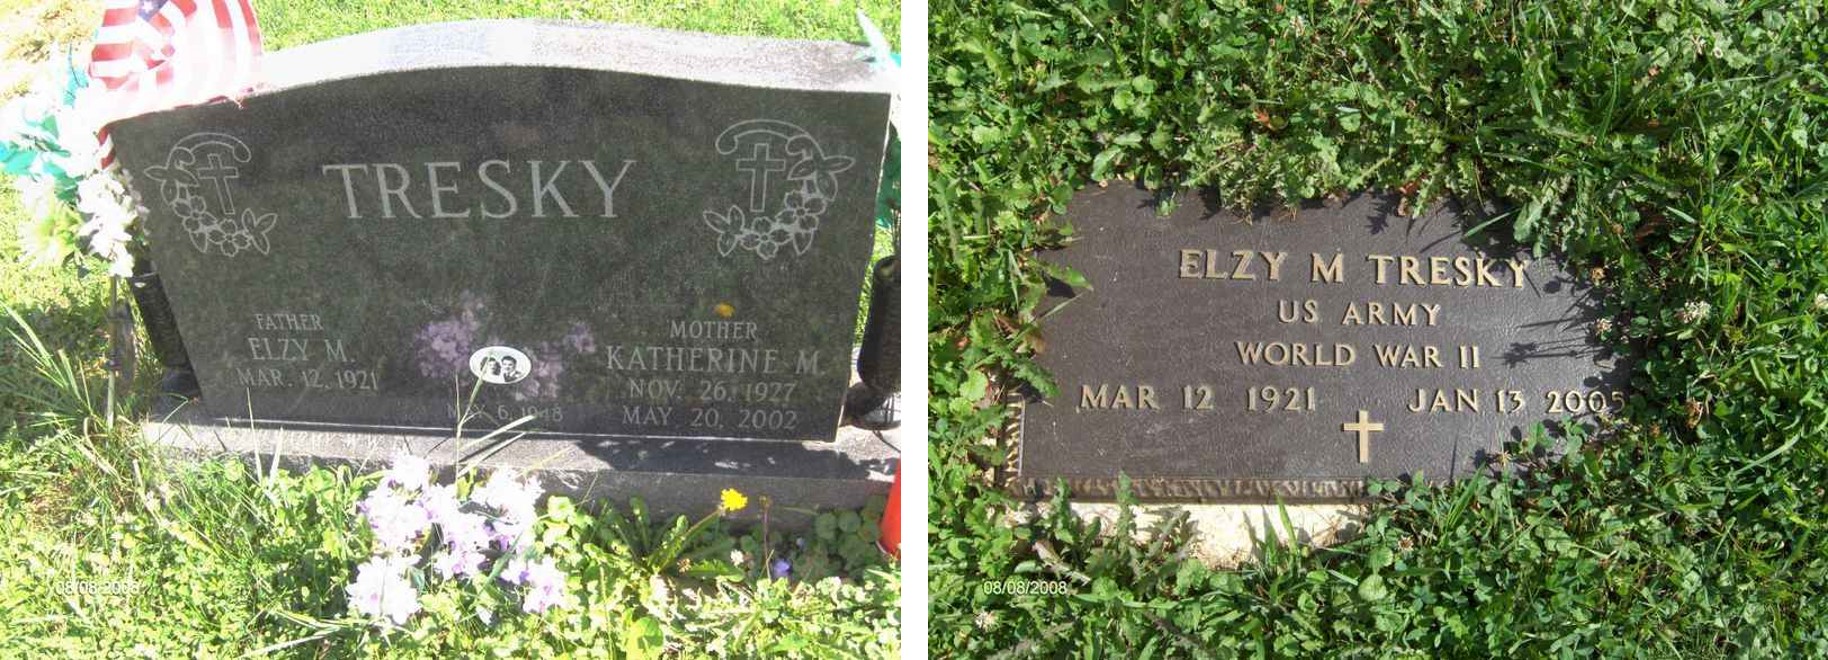 TRESKY
FATHER
ELZY M.
MAR. 12, 1921
MAY 6, 1948
MOTHER
KATHERINE M.
NOV. 26, 1927
MAY 20, 2002
08/08/2008
ELZY M TRESKY
US ARMY
WORLD WAR II
MAR 12 1921 JAN 13 2005
08/08/2008